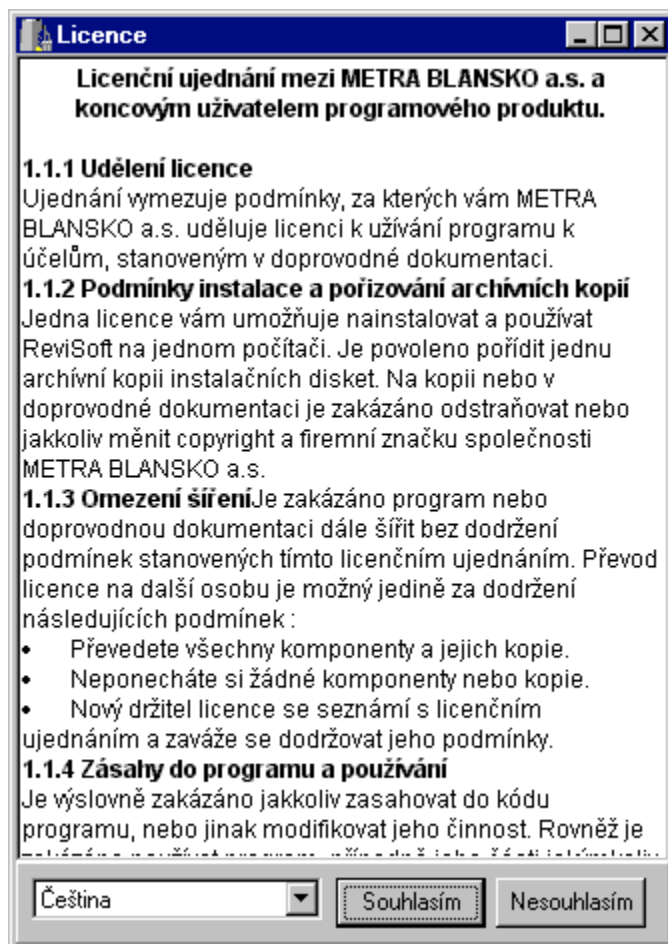 Licence
Licenční ujednání mezi METRA BLANSKO a.s. a
koncovým uživatelem programového produktu.
1.1.1 Udělení licence
Ujednání vymezuje podmínky, za kterých vám METRA
BLANSKO a.s. uděluje licenci k užívání programu k
účelům, stanoveným v doprovodné dokumentaci.
1.1.2 Podmínky instalace a pořizování archívních kopií
Jedna licence vám umožňuje nainstalovat a používat
ReviSoft na jednom počítači. Je povoleno pořídit jednu
archívní kopii instalačních disket. Na kopii nebo v
doprovodné dokumentaci je zakázáno odstraňovat nebo
jakkoliv měnit copyright a firemní značku společnosti
METRA BLANSKO a.s.
1.1.3 Omezení šířeníJe zakázáno program nebo
doprovodnou dokumentaci dále šířit bez dodržení
podmínek stanovených tímto licenčním ujednáním. Převod
licence na další osobu je možný jedině za dodržení
následujících podmínek :
• Převedete všechny komponenty a jejich kopie.
• Neponecháte si žádné komponenty nebo kopie.
• Nový držitel licence se seznámí s licenčním
ujednáním a zaváže se dodržovat jeho podmínky.
1.1.4 Zásahy do programu a používání
Je výslovně zakázáno jakkoliv zasahovat do kódu
programu, nebo jinak modifikovat jeho činnost. Rovněž je
Čeština
Souhlasím
Nesouhlasím